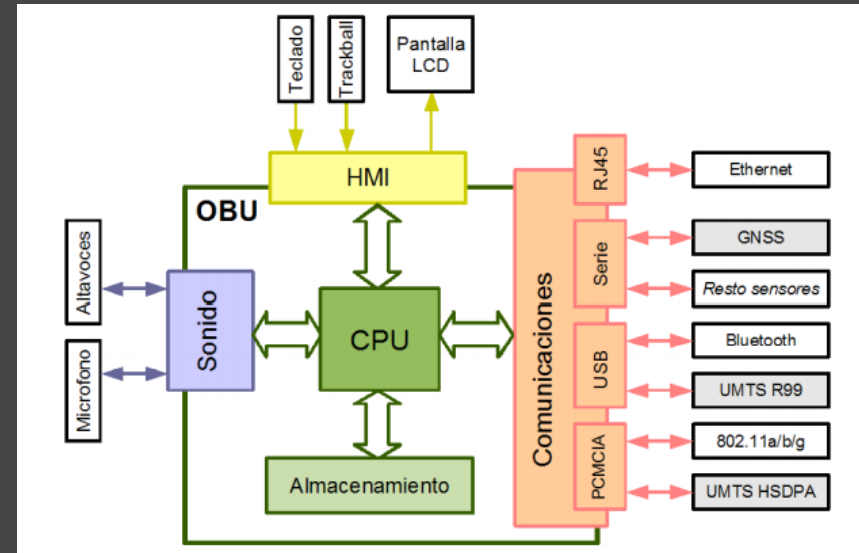 Teclado
Trackball
Pantalla
LCD
HMI
OBU
RJ45
Ethernet
Altavoces
Microfono
Sonido
CPU
Almacenamiento
Comunicaciones
Serie
GNSS
Resto sensores
USB
Bluetooth
UMTS R99
PCMCIA
802.11a/b/g
UMTS HSDPA